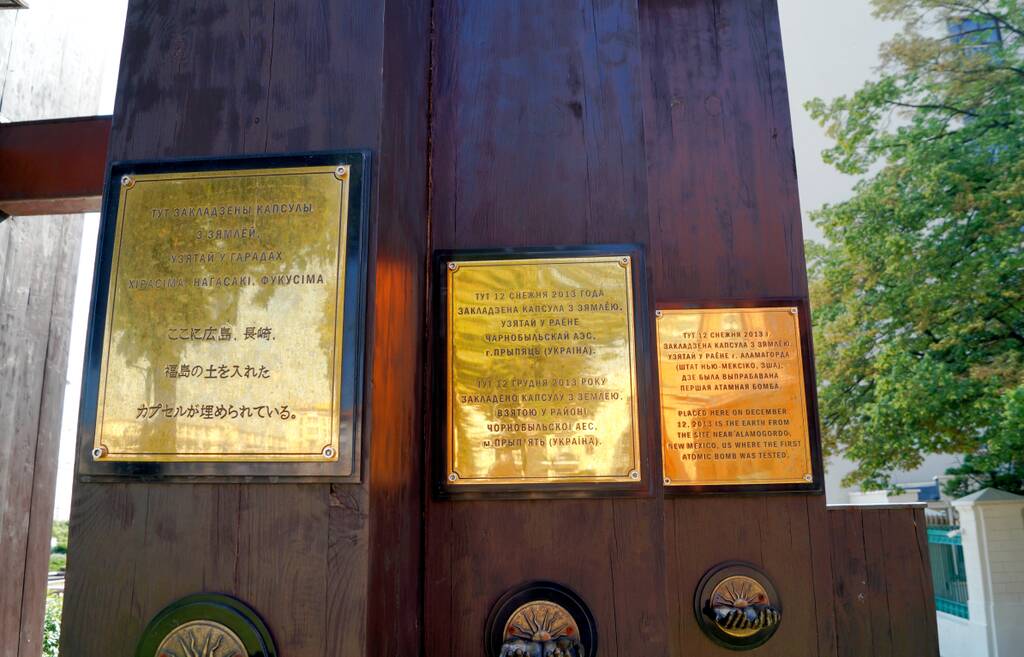 ТУТ ЗАКЛАДЗЕНЫ КАПСУЛЫ
З ЗЯМЛЁЙ,
УЗЯТАЙ У ГАРАДАХ
ХІРАСІМА, НАГАСАКІ, ФУКУСІМА
ここに広島、長崎、
福島の土を入れた
カプセルが埋められている。
ТУТ 12 СНЕЖНЯ 2013 ГОДА
ЗАКЛАДЗЕНА КАПСУЛА З ЗЯМЛЁЮ,
УЗЯТАЙ У РАЁНЕ
ЧАРНОБЫЛЬСКАЙ АЭС,
г.ПРЫПЯЦЬ (УКРАІНА).
ТУТ 12 ГРУДНЯ 2013 РОКУ
ЗАКЛАДЕНО КАПСУЛУ З ЗЕМЛЕЮ,
ВЗЯТОЮ У РАЙОНІ
ЧОРНОБЫЛЬСКОІ АЕС,
м.ПРЫП'ЯТЬ (УКРАЇНА).
ТУТ 12 СНЕЖНЯ 2013 г.
ЗАКЛАДЗЕНА КАПСУЛА З ЗЯМЛЁЮ,
УЗЯТАЙ У РАЁНЕ г. АЛАМАГОРДА
(ШТАТ НЬЮ-МЕКСІКО, ЗША),
ДЗЕ БЫЛА ВЫПРАБАВАНА
ПЕРШАЯ АТАМНАЯ БОМБА.
PLACED HERE ON DECEMBER
12, 2013 IS THE EARTH FROM
THE SITE NEAR ALAMOGORDO,
NEW MEXICO, US WHERE THE FIRST
ATOMIC BOMB WAS TESTED.